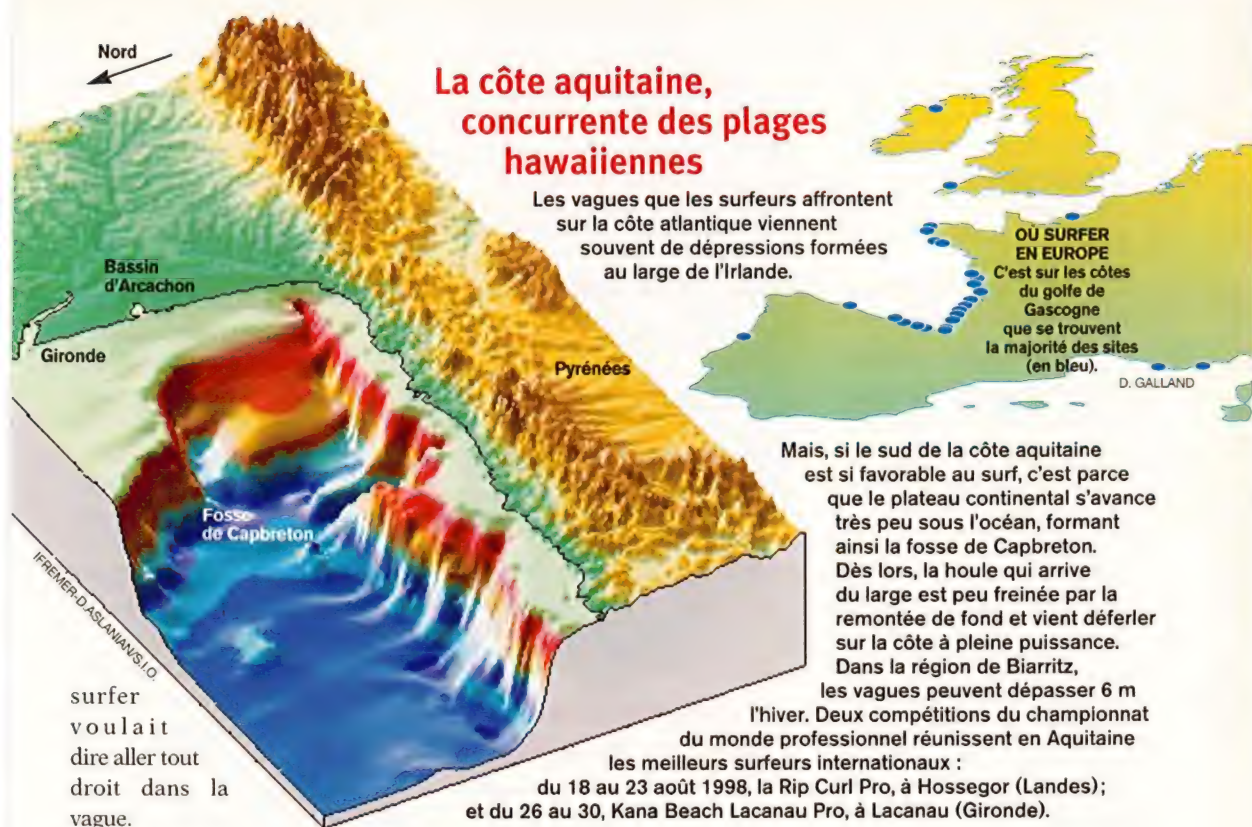 Nord
La côte aquitaine,
concurrente des plages
hawaiiennes
Les vagues que les surfeurs affrontent
sur la côte atlantique viennent
souvent de dépressions formées
au large de l'Irlande.
Bassin
d'Arcachon
Gironde
Pyrénées
Fosse
de Capbreton
IFREMER-D.ASLANIAN/S.I.O.
OÙ SURFER
EN EUROPE
C'est sur les côtes
du golfe de
Gascogne
que se trouvent
la majorité des sites
(en bleu).
D. GALLAND
Mais, si le sud de la côte aquitaine
est si favorable au surf, c'est parce
que le plateau continental s'avance
très peu sous l'océan, formant
ainsi la fosse de Capbreton.
Dès lors, la houle qui arrive
du large est peu freinée par la
remontée de fond et vient déferler
sur la côte à pleine puissance.
Dans la région de Biarritz,
les vagues peuvent dépasser 6 m
l'hiver. Deux compétitions du championnat
du monde professionnel réunissent en Aquitaine
les meilleurs surfeurs internationaux :
du 18 au 23 août 1998, la Rip Curl Pro, à Hossegor (Landes) ;
et du 26 au 30, Kana Beach Lacanau Pro, à Lacanau (Gironde).
surfer
voulait
dire aller tout
droit dans la
vague.